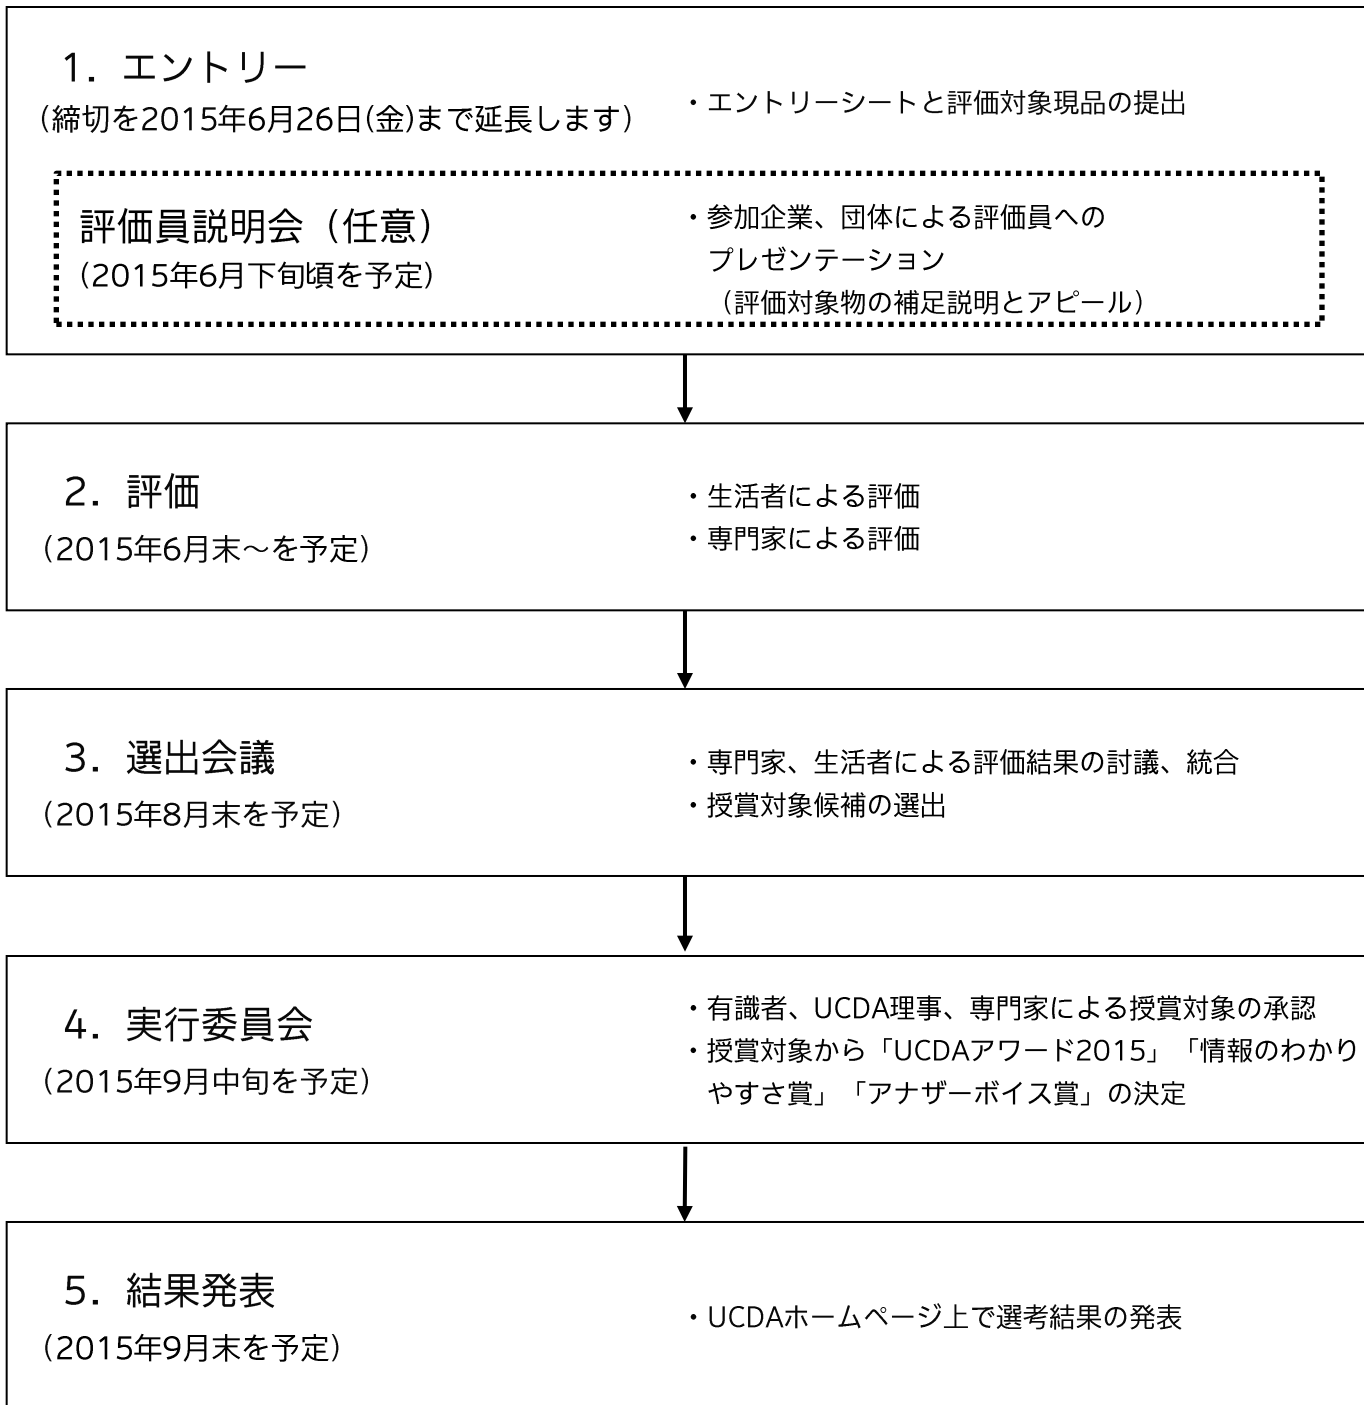 1. エントリー
(締切を2015年6月26日(金)まで延長します)
・エントリーシートと評価対象現品の提出
評価員説明会（任意）
(2015年6月下旬頃を予定)
・参加企業、団体による評価員への
プレゼンテーション
（評価対象物の補足説明とアピール）
2. 評価
(2015年6月末〜を予定)
・生活者による評価
・専門家による評価
3. 選出会議
(2015年8月末を予定)
・専門家、生活者による評価結果の討議、統合
・授賞対象候補の選出
4. 実行委員会
(2015年9月中旬を予定)
・有識者、UCDA理事、専門家による授賞対象の承認
・授賞対象から「UCDAアワード2015」「情報のわかり
やすさ賞」「アナザーボイス賞」の決定
5. 結果発表
(2015年9月末を予定)
・UCDAホームページ上で選考結果の発表